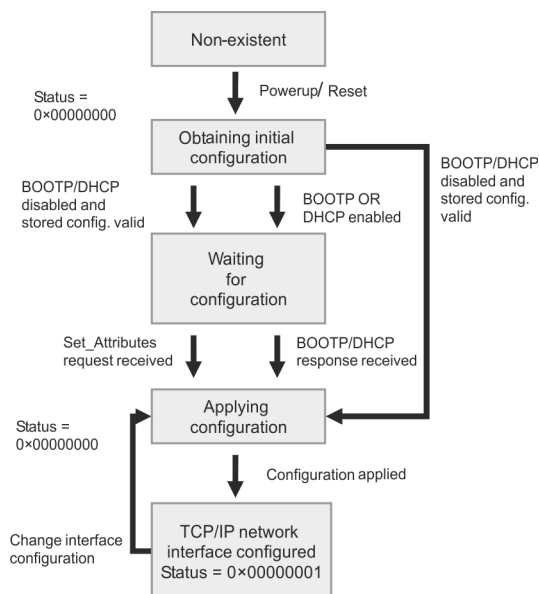 Non-existent
Status =
0×00000000
Powerup/ Reset
Obtaining initial
configuration
BOOTP/DHCP
disabled and
stored config. valid
BOOTP OR
DHCP enabled
BOOTP/DHCP
disabled and
stored config.
valid
Waiting
for
configuration
Set_Attributes
request received
BOOTP/DHCP
response received
Applying
configuration
Status =
0×00000000
Configuration applied
Change interface
configuration
TCP/IP network
interface configured
Status = 0×00000001